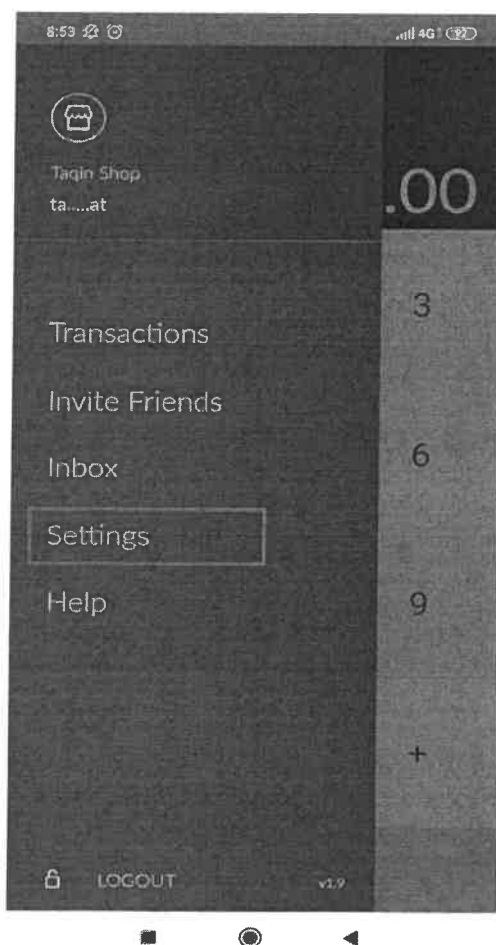 8:53 4G 92
Taqin Shop
ta.....at
.00
3
Transactions
Invite Friends
6
Inbox
Settings
9
Help
+
LOGOUT v1.9